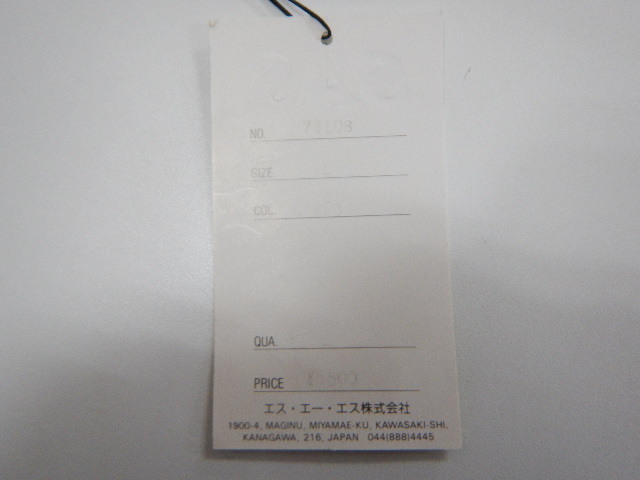 NO.
SIZE
COL.
QUA.
PRICE
エス・エー・エス株式会社
1900-4, MAGINU, MIYAMAE-KU, KAWASAKI-SHI,
KANAGAWA, 216, JAPAN 044(888)4445